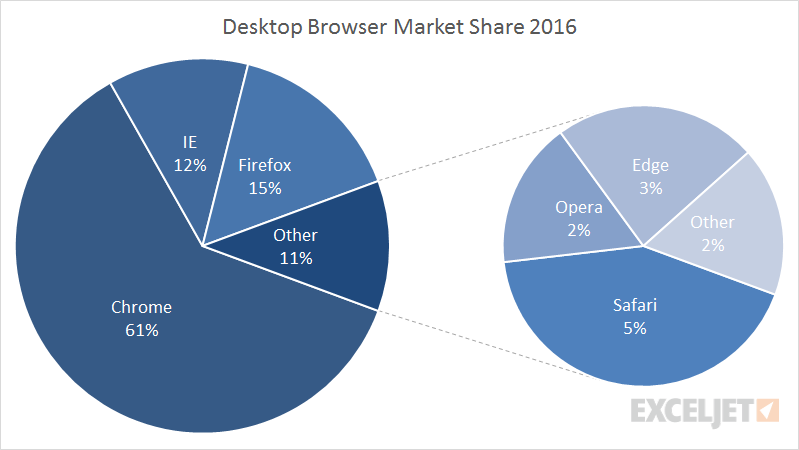 Desktop Browser Market Share 2016
IE
12%
Firefox
15%
Other
11%
Chrome
61%
Edge
3%
Opera
2%
Other
2%
Safari
5%
EXCELJET